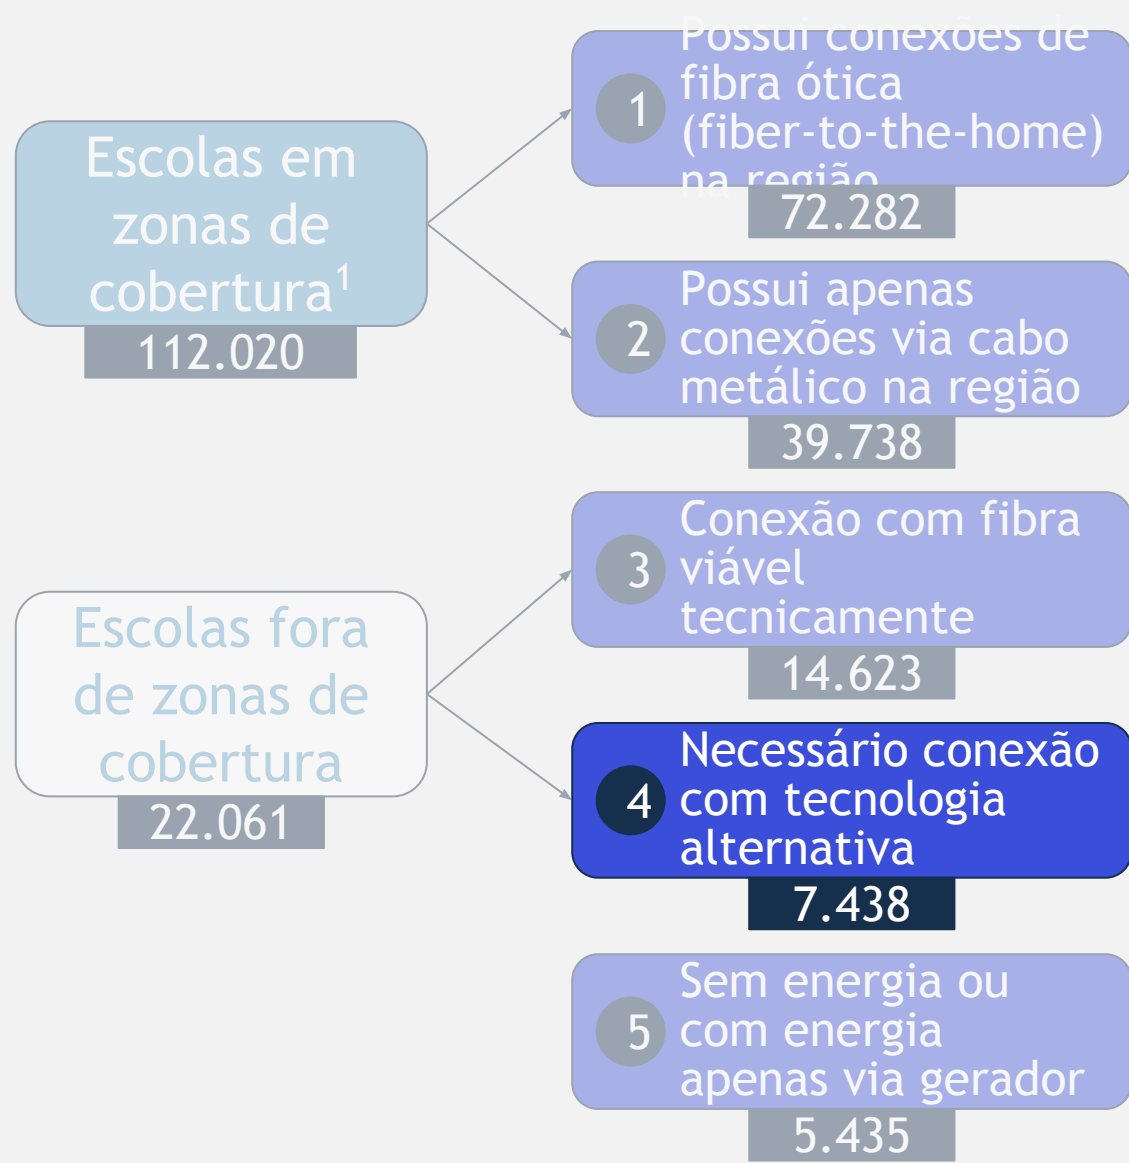 Escolas em
zonas de
cobertura¹
112.020
1
Possui conexões de
fibra ótica
(fiber-to-the-home)
na região
72.282
2
Possui apenas
conexões via cabo
metálico na região
39.738
Escolas fora
de zonas de
cobertura
22.061
3
Conexão com fibra
viável
tecnicamente
14.623
4
Necessário conexão
com tecnologia
alternativa
7.438
5
Sem energia ou
com energia
apenas via gerador
5.435